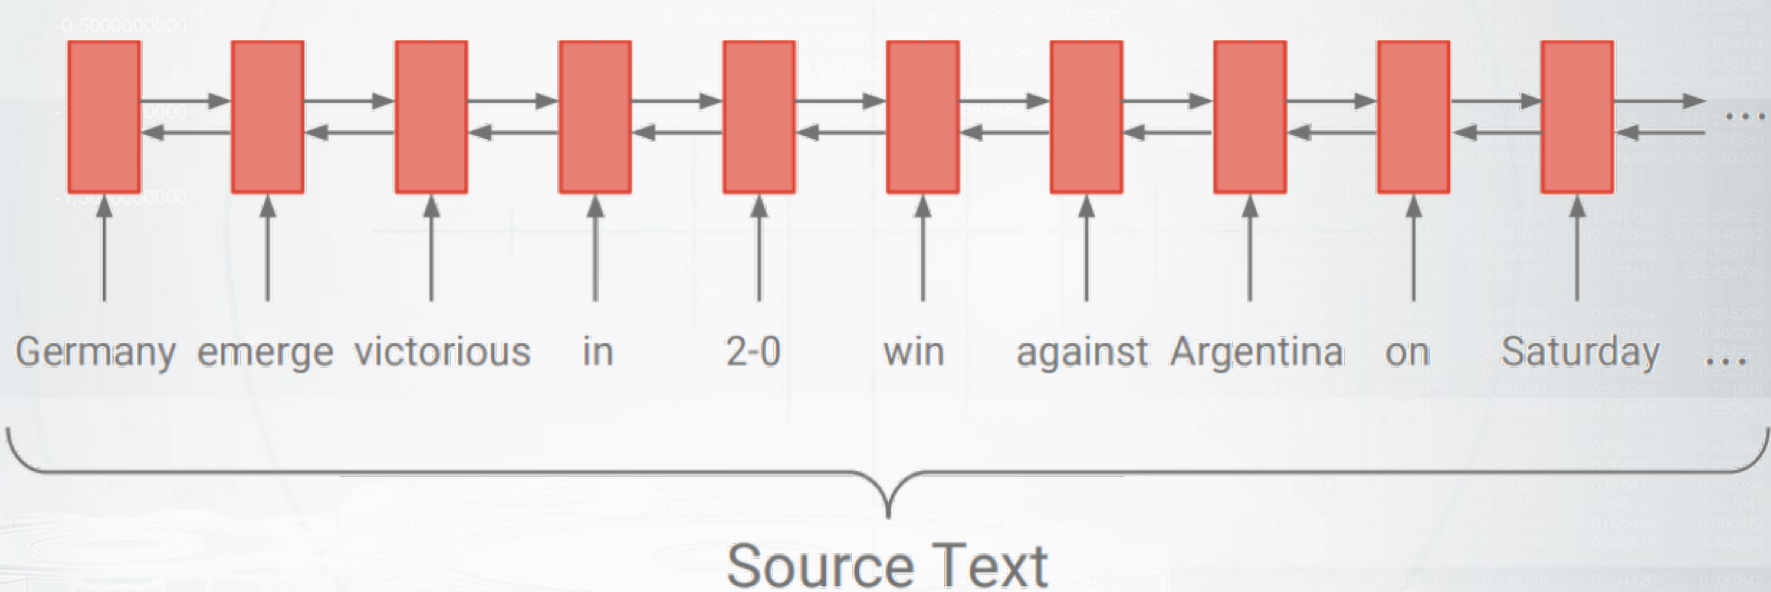 ...
Germany emerge victorious in 2-0 win against Argentina on Saturday ...
Source Text